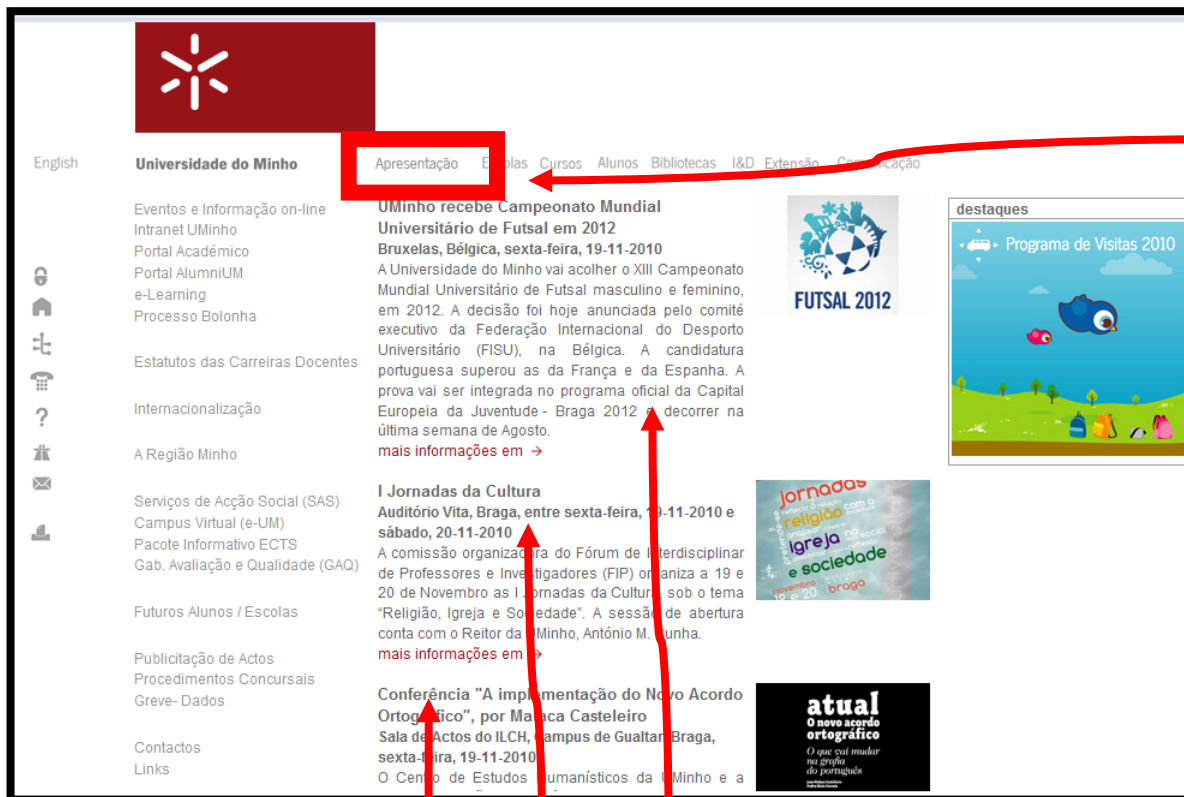 English
Universidade do Minho
Apresentação Escolas Cursos Alunos Bibliotecas I&D Extensão Comunicação
Eventos e Informação on-line
Intranet UMinho
Portal Académico
Portal AlumniUM
e-Learning
Processo Bolonha
Estatutos das Carreiras Docentes
Internacionalização
A Região Minho
Serviços de Acção Social (SAS)
Campus Virtual (e-UM)
Pacote Informativo ECTS
Gab. Avaliação e Qualidade (GAQ)
Futuros Alunos / Escolas
Publicitação de Actos
Procedimentos Concursais
Greve- Dados
Contactos
Links
UMinho recebe Campeonato Mundial
Universitário de Futsal em 2012
Bruxelas, Bélgica, sexta-feira, 19-11-2010
A Universidade do Minho vai acolher o XIII Campeonato
Mundial Universitário de Futsal masculino e feminino,
em 2012. A decisão foi hoje anunciada pelo comité
executivo da Federação Internacional do Desporto
Universitário (FISU), na Bélgica. A candidatura
portuguesa superou as da França e da Espanha. A
prova vai ser integrada no programa oficial da Capital
Europeia da Juventude - Braga 2012 e decorrer na
última semana de Agosto.
mais informações em →
FUTSAL 2012
I Jornadas da Cultura
Auditório Vita, Braga, entre sexta-feira, 19-11-2010 e
sábado, 20-11-2010
A comissão organizadora do Fórum de Interdisciplinar
de Professores e Investigadores (FIP) organiza a 19 e
20 de Novembro as I Jornadas da Cultura, sob o tema
“Religião, Igreja e Sociedade”. A sessão de abertura
conta com o Reitor da UMinho, António M. Cunha.
mais informações em →
jornadas
religião com a
igreja no
e sociedade
novembro
19 e 20 braga
Conferência "A implementação do Novo Acordo
Ortográfico", por Malaca Casteleiro
Sala de Actos do ILCH, Campus de Gualtar, Braga,
sexta-feira, 19-11-2010
O Centro de Estudos Humanísticos da UMinho e a
atual
O novo acordo
ortográfico
O que vai mudar
na grafia
do português
destaques
Programa de Visitas 2010